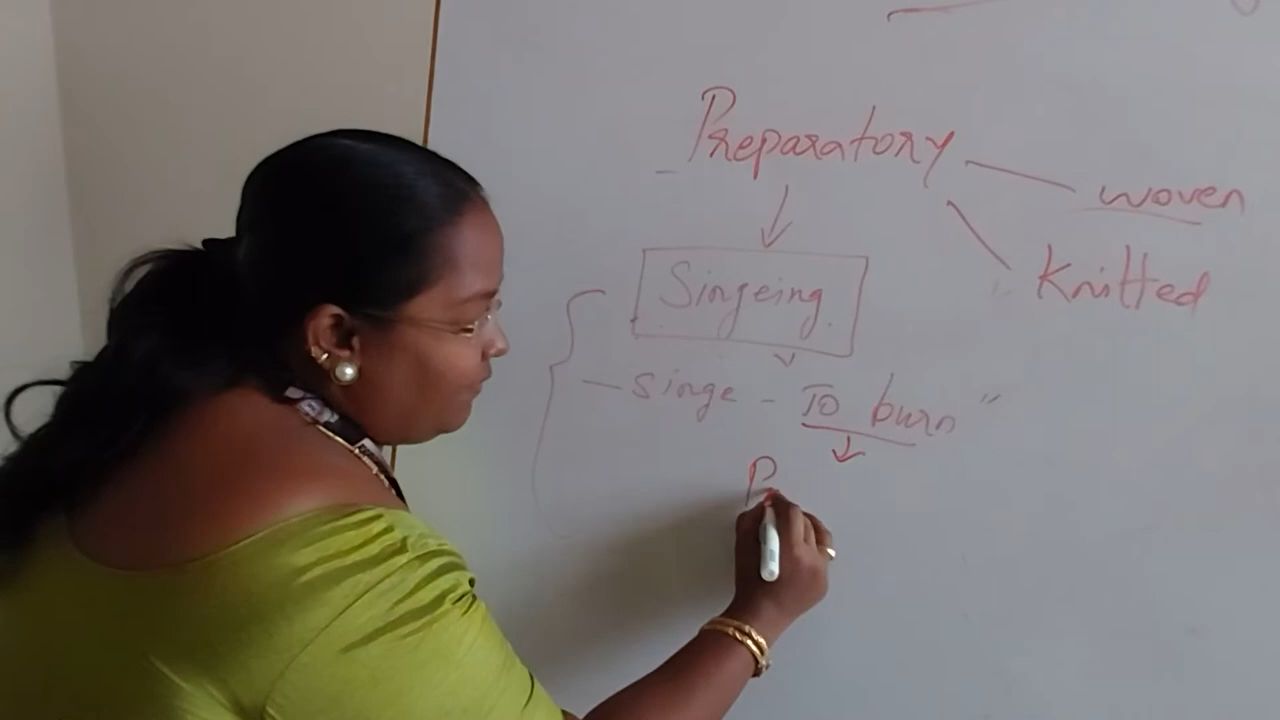 Preparatory
woven
Knitted
Singeing
- Singe - To burn"
P